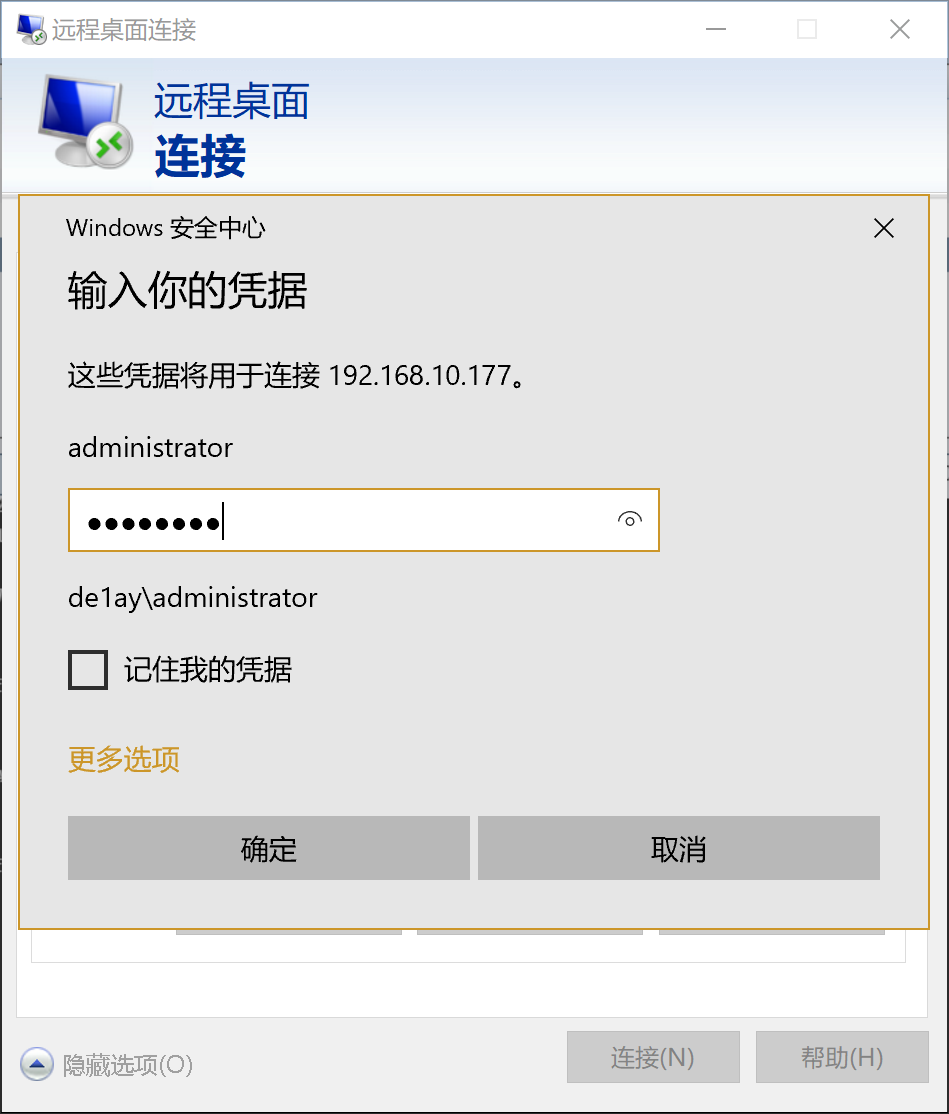 远程桌面连接
远程桌面
连接
Windows 安全中心
输入你的凭据
这些凭据将用于连接 192.168.10.177。
administrator
●●●●●●●●
de1ay\administrator
记住我的凭据
更多选项
确定
取消
隐藏选项(O)
连接(N)
帮助(H)